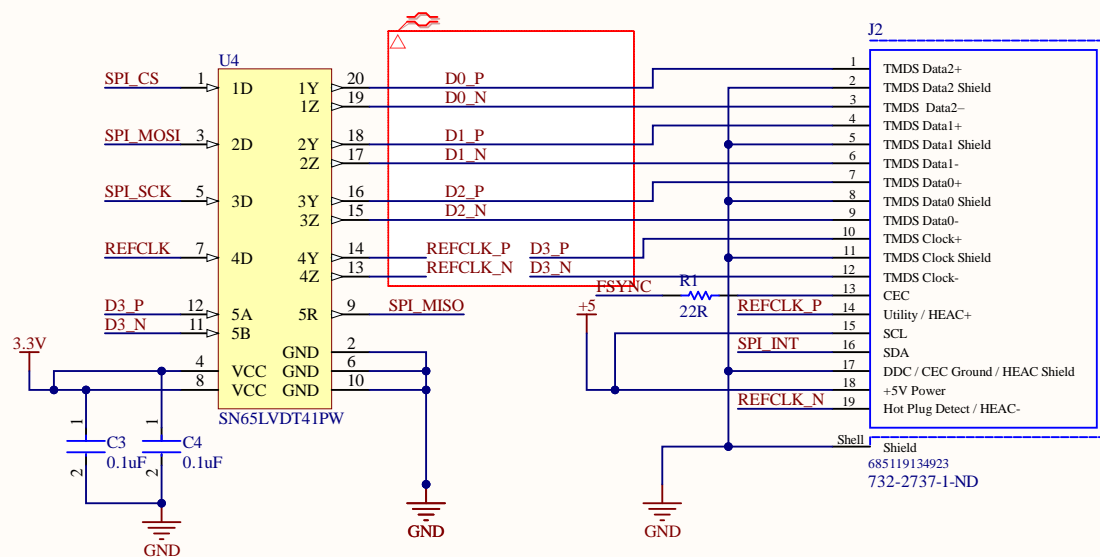 J2
U4
SPI_CS 1 1D 1Y 20 D0_P 1 TMDS Data2+
2 TMDS Data2 Shield
1Z 19 D0_N 3 TMDS Data2–
SPI_MOSI 3 2D 2Y 18 D1_P 4 TMDS Data1+
5 TMDS Data1 Shield
2Z 17 D1_N 6 TMDS Data1-
SPI_SCK 5 3D 3Y 16 D2_P 7 TMDS Data0+
8 TMDS Data0 Shield
3Z 15 D2_N 9 TMDS Data0-
REFCLK 7 4D 4Y 14 REFCLK_P D3_P 10 TMDS Clock+
11 TMDS Clock Shield
4Z 13 REFCLK_N D3_N 12 TMDS Clock-
FSYNC R1 22R 13 CEC
D3_P 12 5A 5R 9 SPI_MISO +5 REFCLK_P 14 Utility / HEAC+
D3_N 11 5B 15 SCL
3.3V GND 2 SPI_INT 16 SDA
4 VCC GND 6 17 DDC / CEC Ground / HEAC Shield
8 VCC GND 10 18 +5V Power
REFCLK_N 19 Hot Plug Detect / HEAC-
SN65LVDT41PW
1 C3 0.1uF 2
1 C4 0.1uF 2
Shell Shield
685119134923
732-2737-1-ND
GND
GND
GND